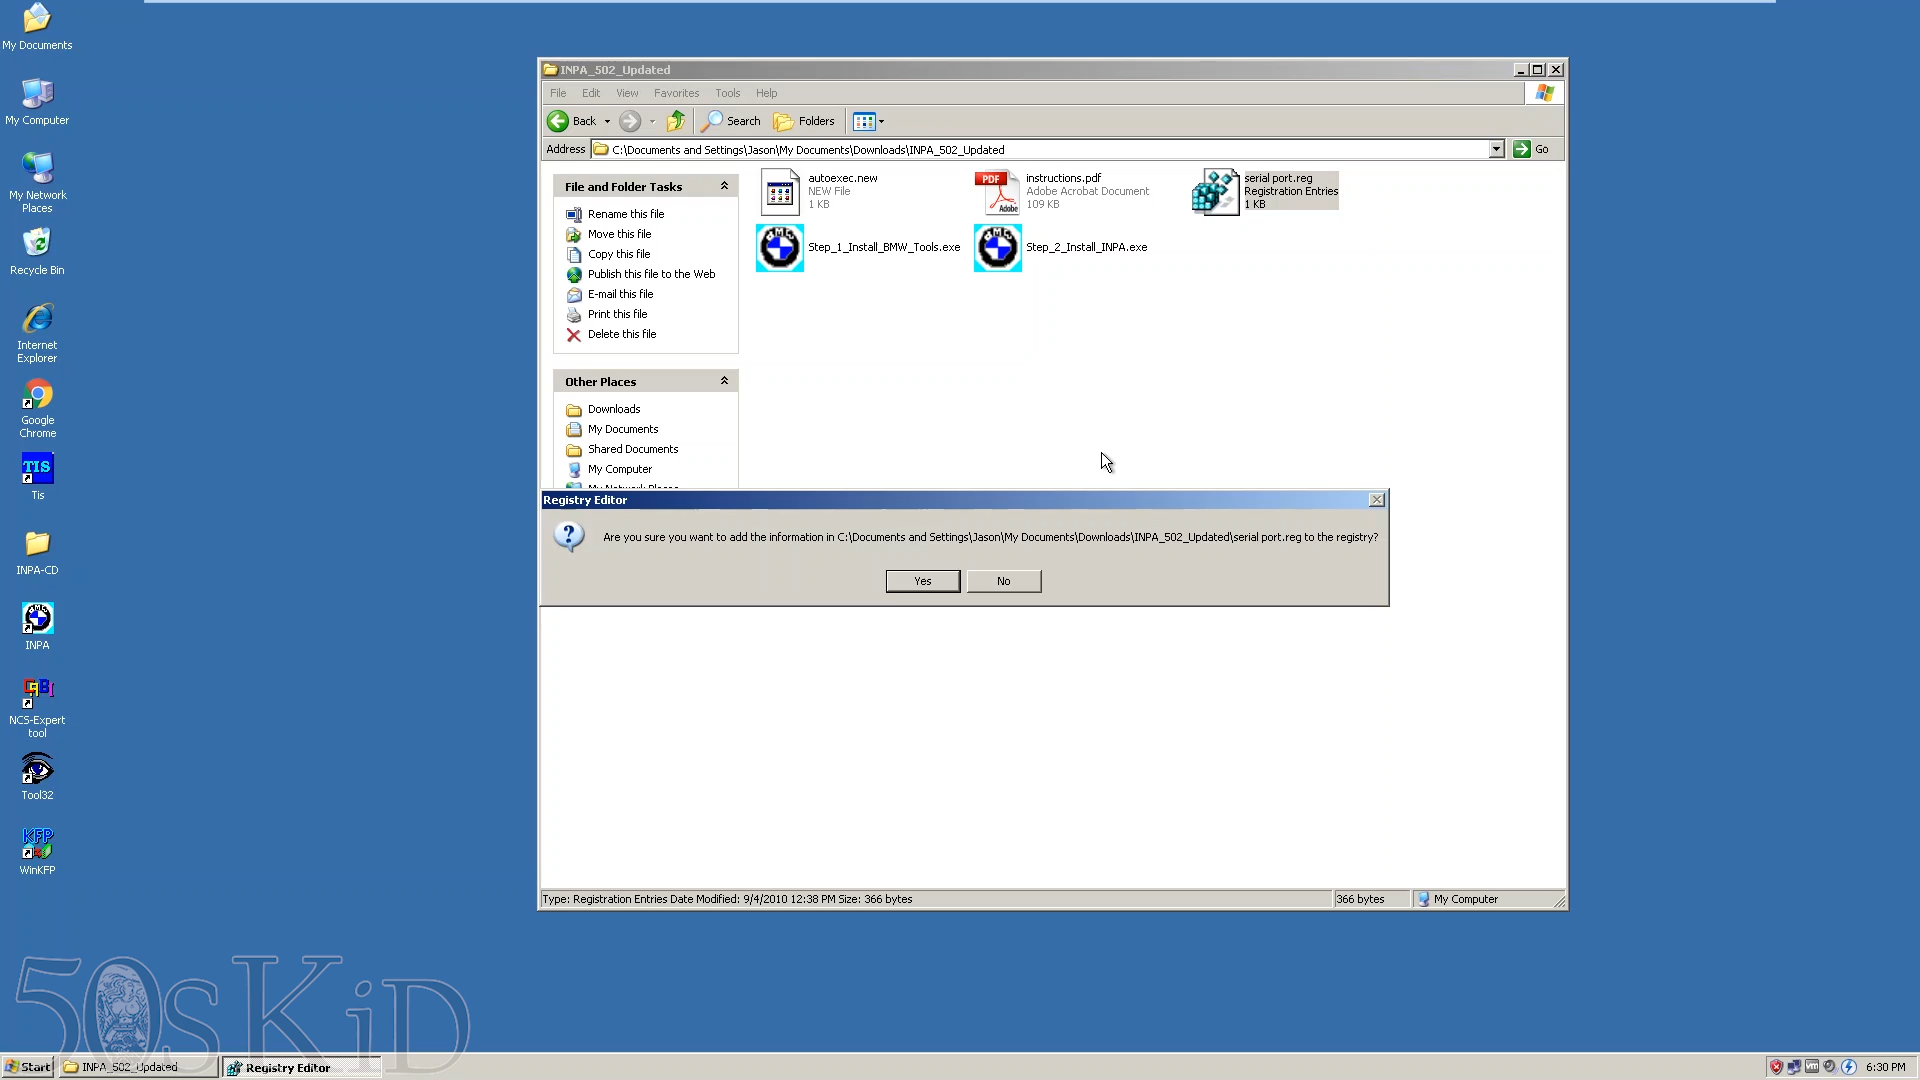 My Documents
My Computer
My Network
Places
Recycle Bin
Internet
Explorer
Google
Chrome
TIS
Tis
INPA-CD
INPA
NCS-Expert
tool
Tool32
KFP
WinKFP
INPA_502_Updated
File Edit View Favorites Tools Help
Back Search Folders
Address C:\Documents and Settings\Jason\My Documents\Downloads\INPA_502_Updated Go
File and Folder Tasks
Rename this file
Move this file
Copy this file
Publish this file to the Web
E-mail this file
Print this file
Delete this file
Other Places
Downloads
My Documents
Shared Documents
My Computer
autoexec.new
NEW File
1 KB
PDF
Adobe
instructions.pdf
Adobe Acrobat Document
109 KB
serial port.reg
Registration Entries
1 KB
Step_1_Install_BMW_Tools.exe
Step_2_Install_INPA.exe
Registry Editor
Are you sure you want to add the information in C:\Documents and Settings\Jason\My Documents\Downloads\INPA_502_Updated\serial port.reg to the registry?
Yes No
Type: Registration Entries Date Modified: 9/4/2010 12:38 PM Size: 366 bytes 366 bytes My Computer
50sKiD
Start INPA_502_Updated Registry Editor 6:30 PM